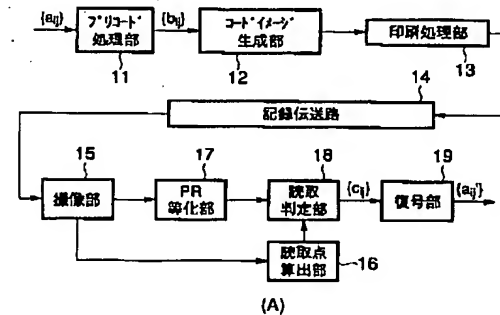 {aij}
プリコード
処理部
11
{bij}
コードイメージ
生成部
12
印刷処理部
13
14
記録伝送路
15
撮像部
17
PR
等化部
18
読取
判定部
{cij}
19
復号部
{aij'}
読取点
算出部
16
(A)